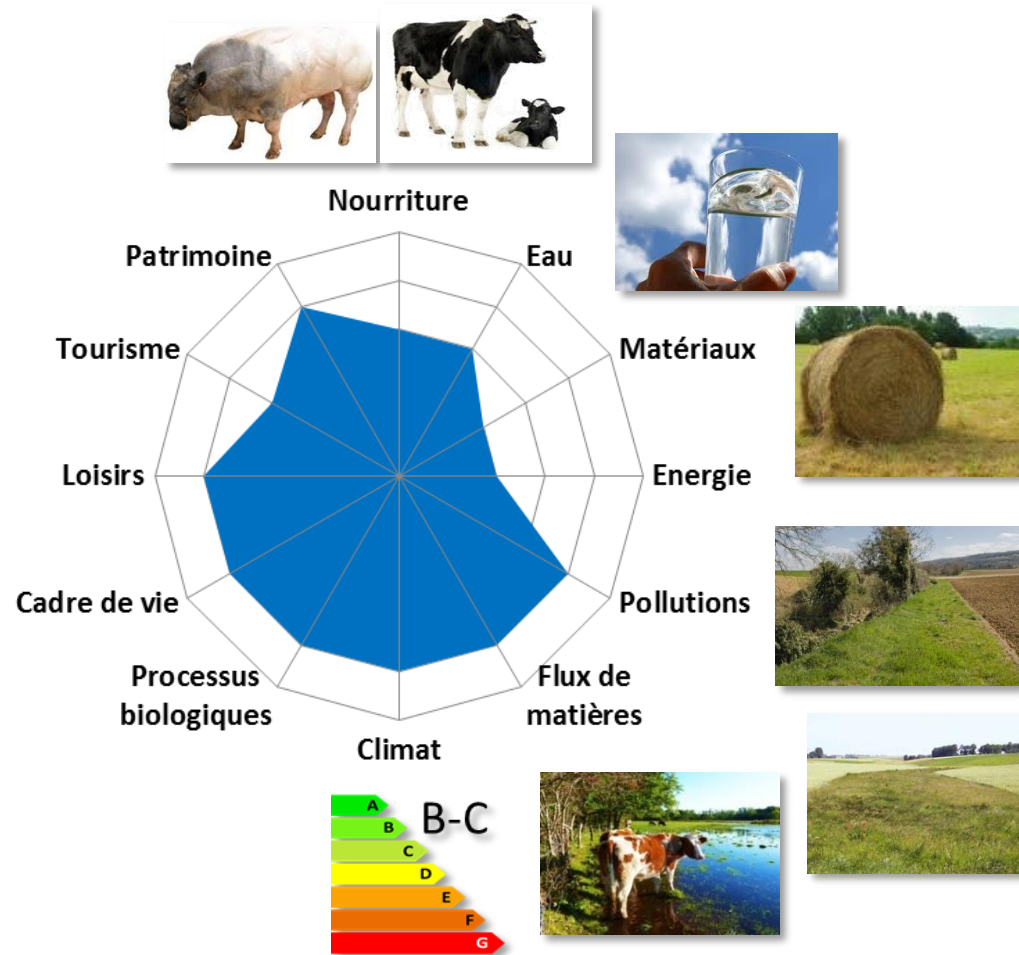 Nourriture
Patrimoine
Eau
Tourisme
Matériaux
Loisirs
Energie
Cadre de vie
Pollutions
Processus
biologiques
Flux de
matières
Climat
A
B-C
B
C
D
E
F
G